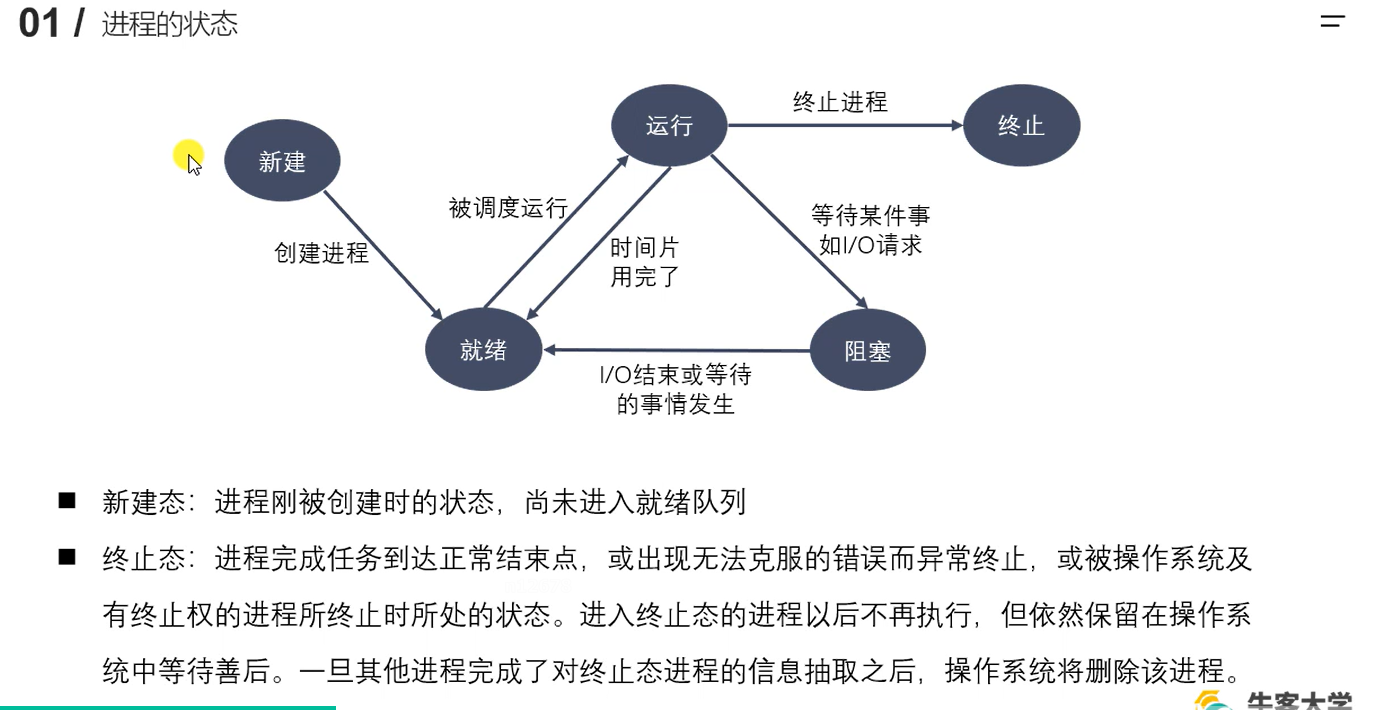 01 / 进程的状态
新建
运行
终止进程
终止
创建进程
被调度运行
时间片
用完了
等待某件事
如I/O请求
就绪
阻塞
I/O结束或等待
的事情发生
■ 新建态：进程刚被创建时的状态，尚未进入就绪队列
■ 终止态：进程完成任务到达正常结束点，或出现无法克服的错误而异常终止，或被操作系统及
有终止权的进程所终止时所处的状态。进入终止态的进程以后不再执行，但依然保留在操作系
统中等待善后。一旦其他进程完成了对终止态进程的信息抽取之后，操作系统将删除该进程。
牛客大学